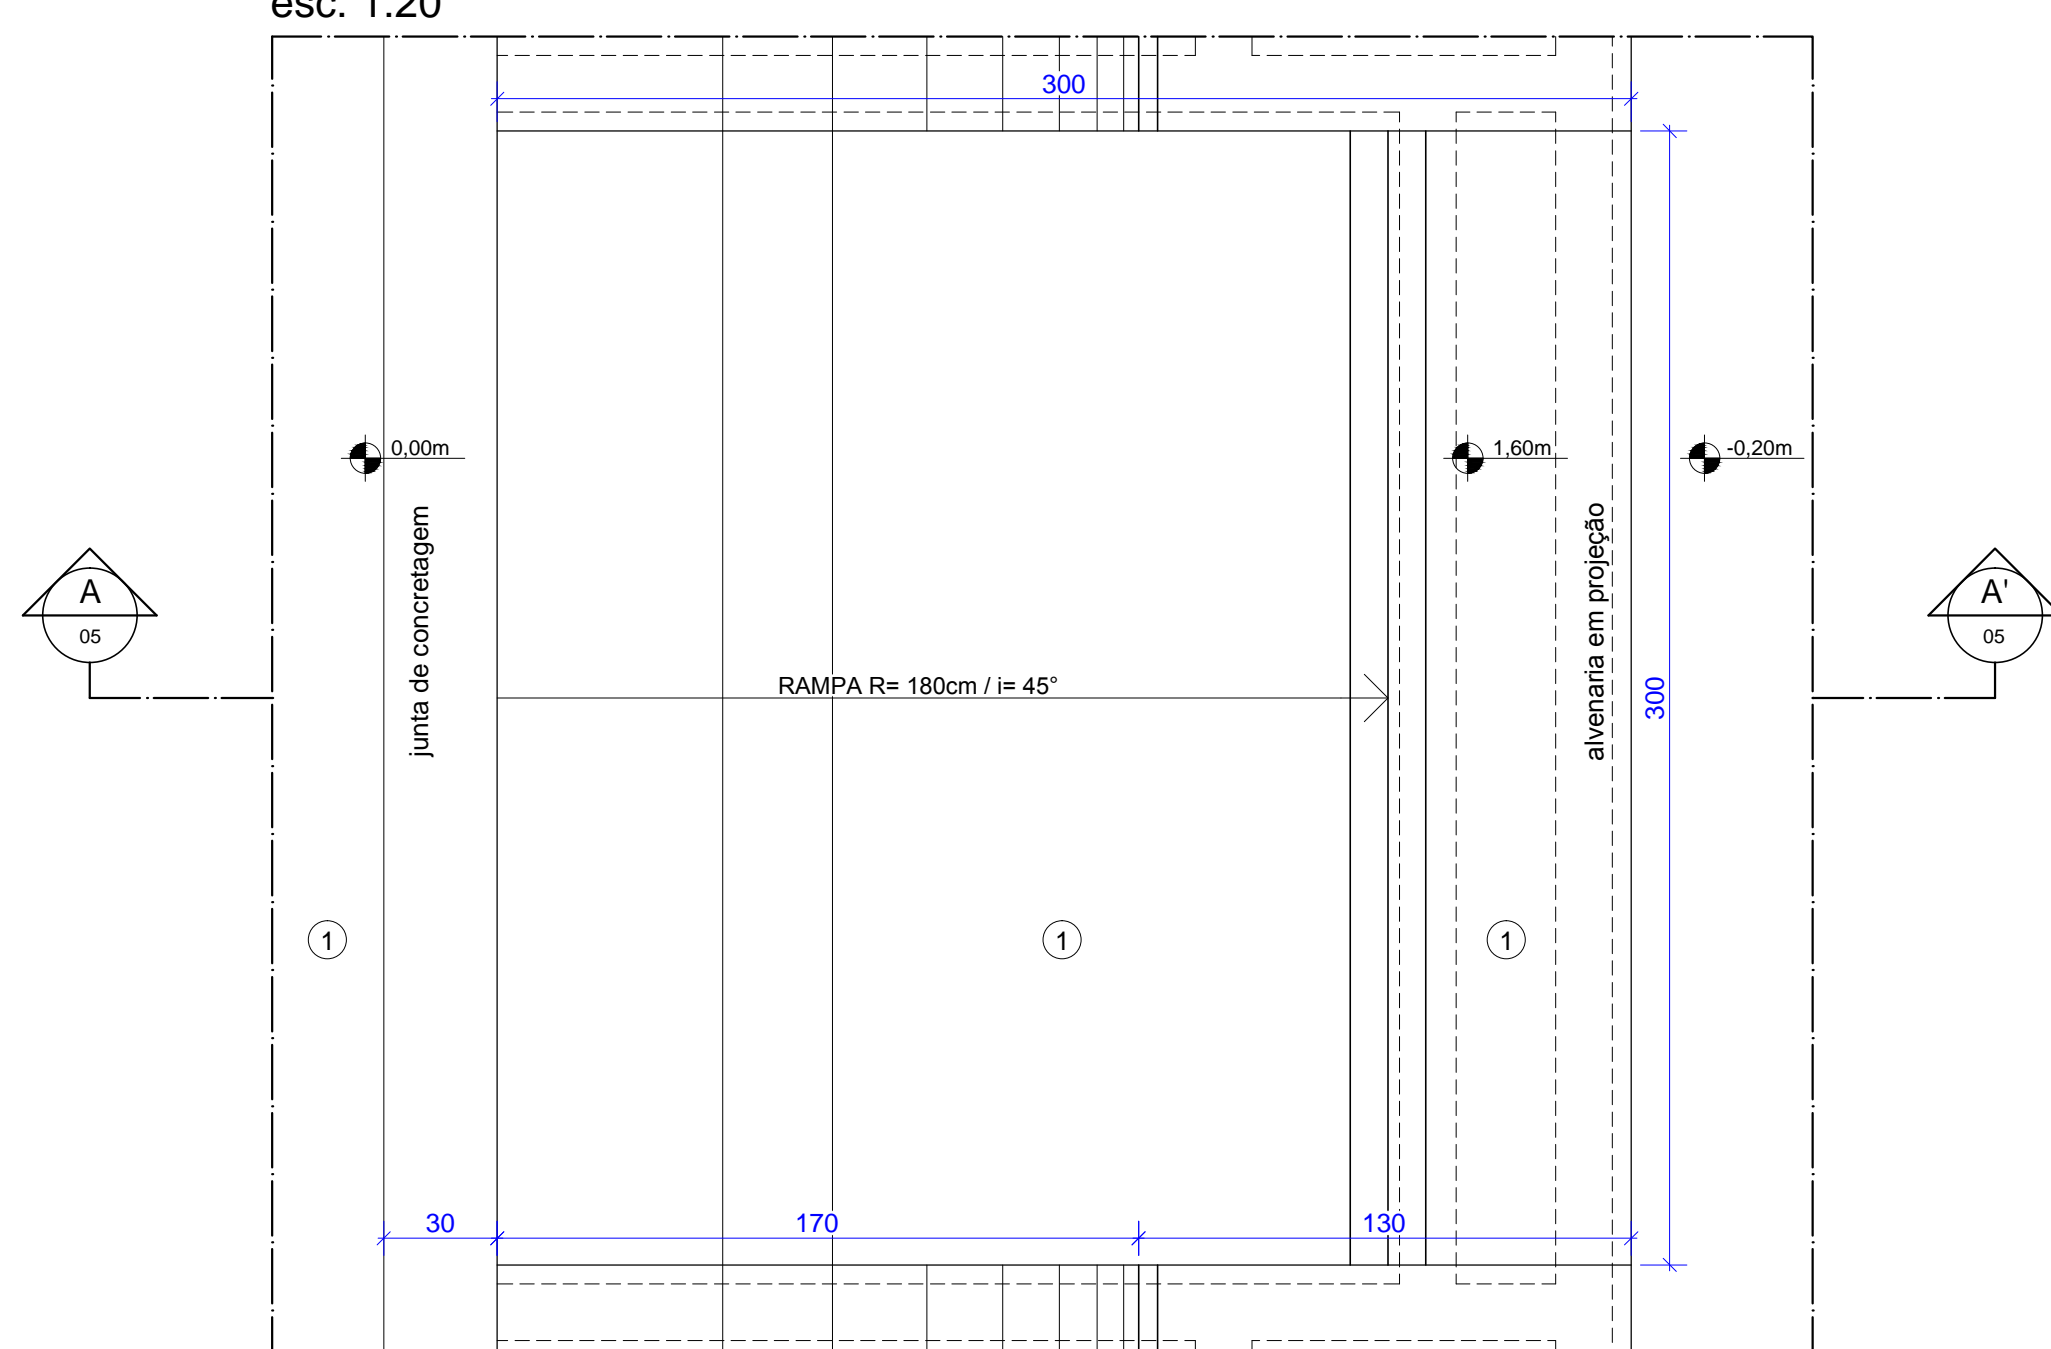 esc. 1:20
300
0,00m
1,60m
-0,20m
junta de concretagem
alvenaria em projeção
A
05
A'
05
RAMPA R= 180cm / i= 45°
300
1
1
1
30
170
130